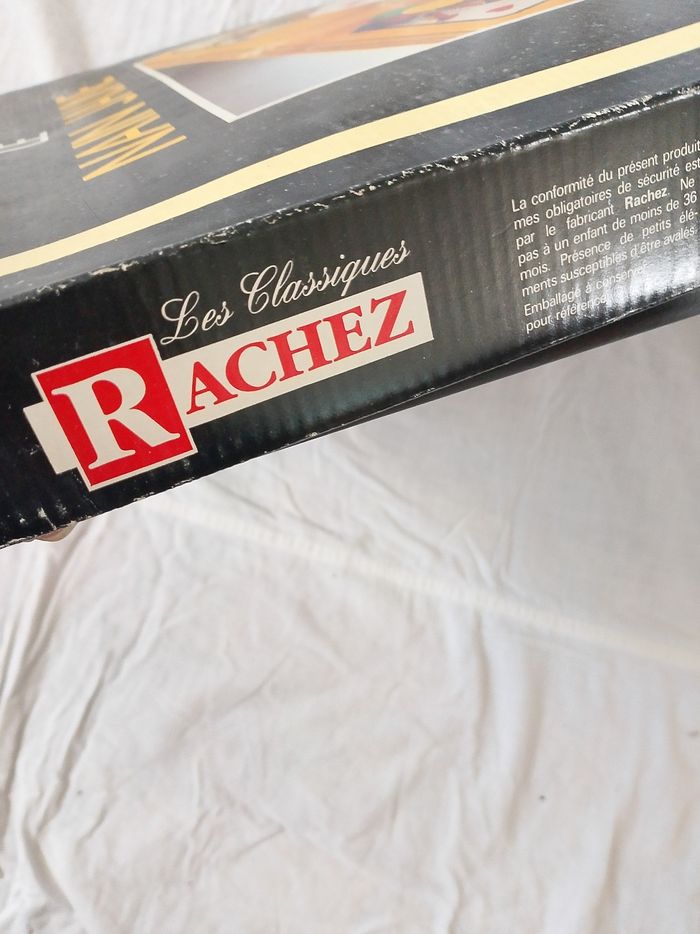 NAIN JAUNE
Les Classiques
RACHEZ
La conformité du présent produit
mes obligatoires de sécurité est
par le fabricant Rachez. Ne
pas à un enfant de moins de 36
mois. Présence de petits élé-
ments susceptibles d'être avalés.
Emballage à conserver
pour référence